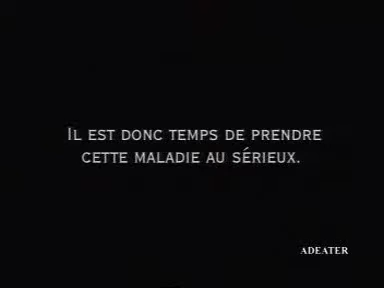 Il est donc temps de prendre
cette maladie au sérieux.
ADEATER